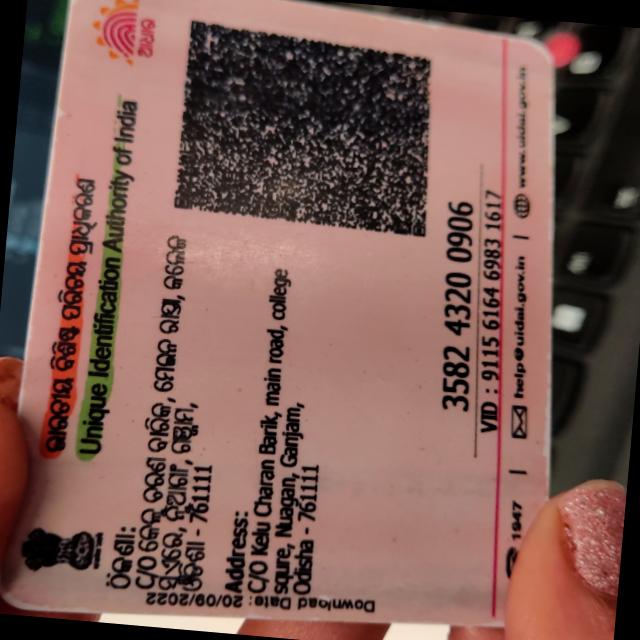 ଆଧାର
ଭାରତୀୟ ବିଶିଷ୍ଟ ପରିଚୟ ପ୍ରାଧିକରଣ
Unique Identification Authority of India
ଠିକଣା:
C/O କେଳୁ ଚରଣ ବାରିକ, ମେଇନ ରାସ୍ତା, କଲେଜ
ସ୍କ୍ୱାର, ନୁଆଗାଁ, ଗଞ୍ଜାମ,
ଓଡ଼ିଶା - 761111
Address:
C/O Kelu Charan Barik, main road, college
squre, Nuagan, Ganjam,
Odisha - 761111
Download Date: 20/09/2022
3582 4320 0906
VID : 9115 6164 6983 1617
1947 | help@uidai.gov.in | www.uidai.gov.in